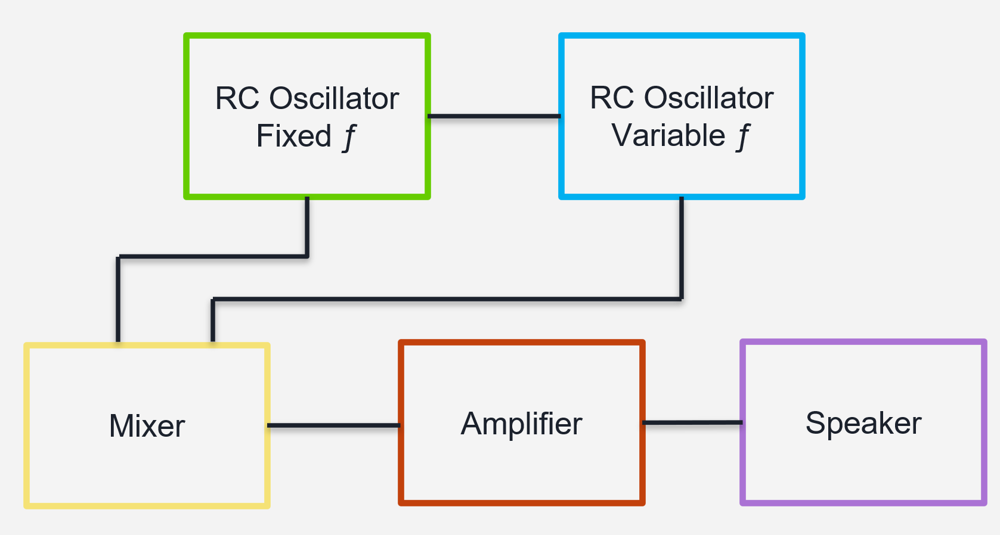 RC Oscillator
Fixed ƒ
RC Oscillator
Variable ƒ
Mixer
Amplifier
Speaker